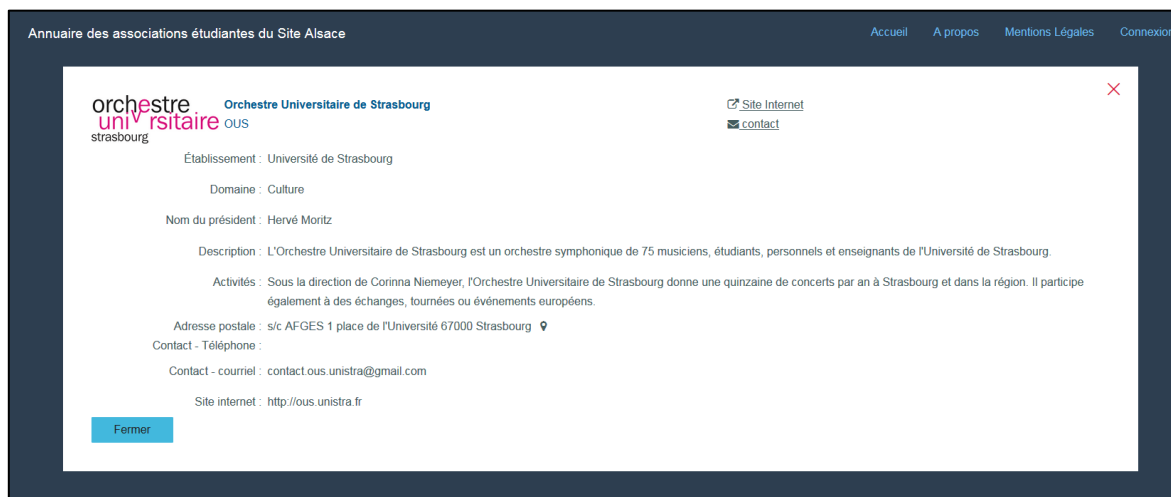 Annuaire des associations étudiantes du Site Alsace
Accueil A propos Mentions Légales Connexion
orchestre
universitaire
strasbourg
Orchestre Universitaire de Strasbourg
OUS
Site Internet
contact
Établissement : Université de Strasbourg
Domaine : Culture
Nom du président : Hervé Moritz
Description : L'Orchestre Universitaire de Strasbourg est un orchestre symphonique de 75 musiciens, étudiants, personnels et enseignants de l'Université de Strasbourg.
Activités : Sous la direction de Corinna Niemeyer, l'Orchestre Universitaire de Strasbourg donne une quinzaine de concerts par an à Strasbourg et dans la région. Il participe
également à des échanges, tournées ou événements européens.
Adresse postale : s/c AFGES 1 place de l'Université 67000 Strasbourg
Contact - Téléphone :
Contact - courriel : contact.ous.unistra@gmail.com
Site internet : http://ous.unistra.fr
Fermer